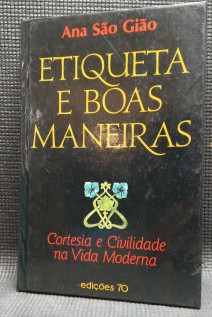 Ana São Gião
ETIQUETA
E BOAS
MANEIRAS
Cortesia e Civilidade
na Vida Moderna
edições 70